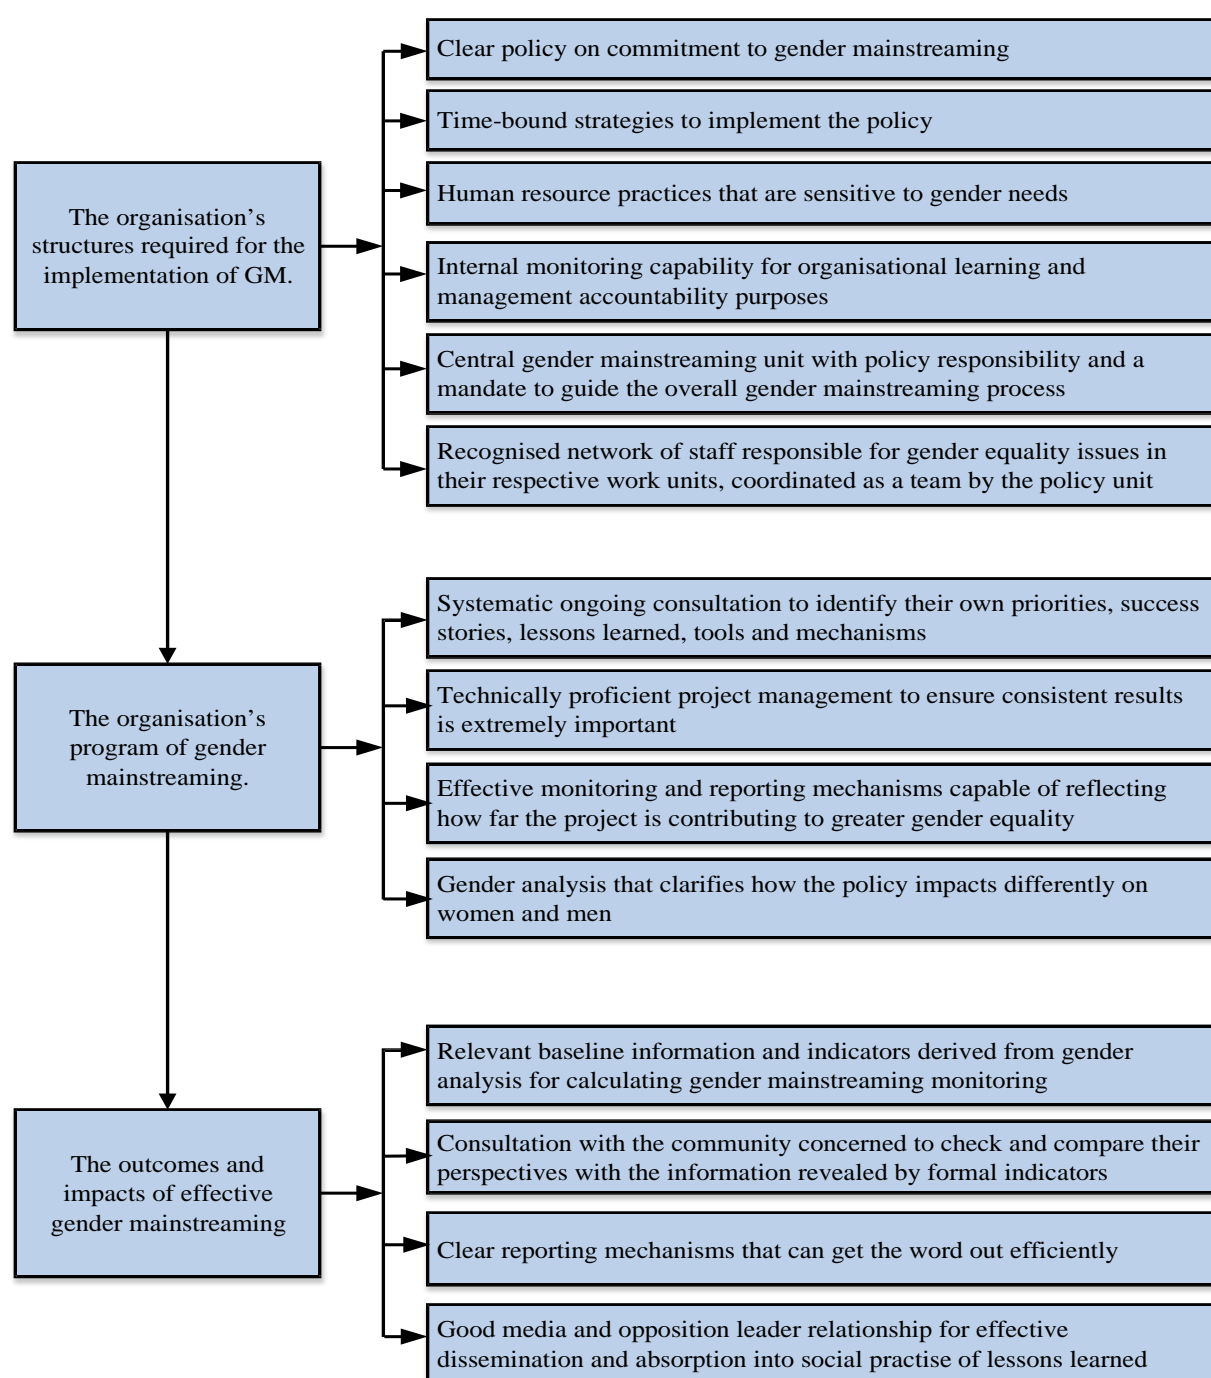 The organisation’s
structures required for the
implementation of GM.
Clear policy on commitment to gender mainstreaming
Time-bound strategies to implement the policy
Human resource practices that are sensitive to gender needs
Internal monitoring capability for organisational learning and
management accountability purposes
Central gender mainstreaming unit with policy responsibility and a
mandate to guide the overall gender mainstreaming process
Recognised network of staff responsible for gender equality issues in
their respective work units, coordinated as a team by the policy unit
The organisation’s
program of gender
mainstreaming.
Systematic ongoing consultation to identify their own priorities, success
stories, lessons learned, tools and mechanisms
Technically proficient project management to ensure consistent results
is extremely important
Effective monitoring and reporting mechanisms capable of reflecting
how far the project is contributing to greater gender equality
Gender analysis that clarifies how the policy impacts differently on
women and men
The outcomes and
impacts of effective
gender mainstreaming
Relevant baseline information and indicators derived from gender
analysis for calculating gender mainstreaming monitoring
Consultation with the community concerned to check and compare their
perspectives with the information revealed by formal indicators
Clear reporting mechanisms that can get the word out efficiently
Good media and opposition leader relationship for effective
dissemination and absorption into social practise of lessons learned